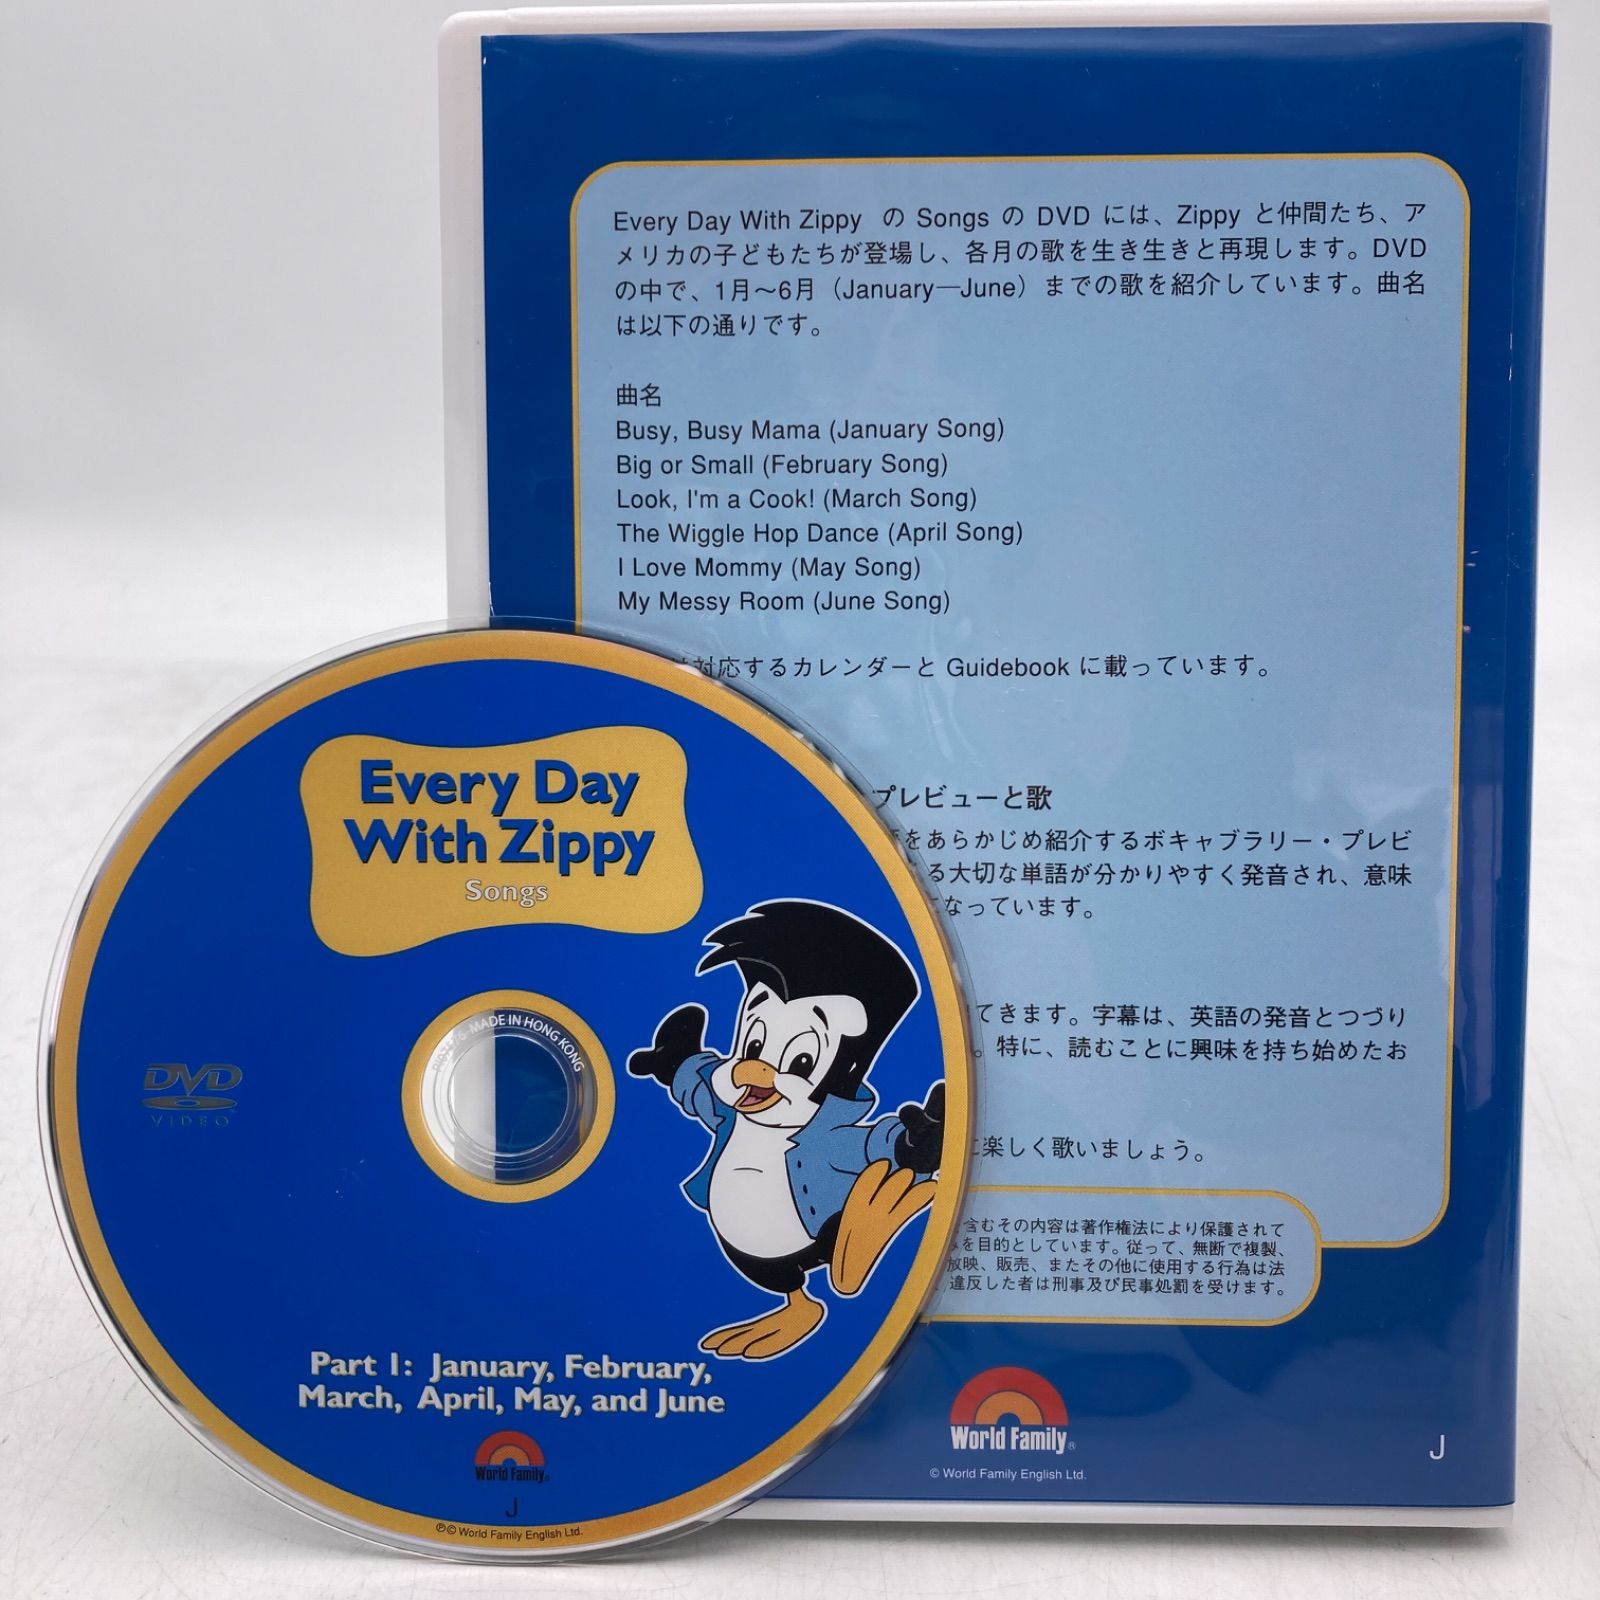 Every Day With Zippy の Songs の DVD には、Zippy と仲間たち、ア
メリカの子どもたちが登場し、各月の歌を生き生きと再現します。DVD
の中で、1月〜6月（January—June）までの歌を紹介しています。曲名
は以下の通りです。
曲名
Busy, Busy Mama (January Song)
Big or Small (February Song)
Look, I'm a Cook! (March Song)
The Wiggle Hop Dance (April Song)
I Love Mommy (May Song)
My Messy Room (June Song)
対応するカレンダーと Guidebook に載っています。
プレビューと歌
をあらかじめ紹介するボキャブラリー・プレビ
る大切な単語が分かりやすく発音され、意味
なっています。
てきます。字幕は、英語の発音とつづり
。特に、読むことに興味を持ち始めたお
楽しく歌いましょう。
含むその内容は著作権法により保護されて
を目的としています。従って、無断で複製、
放映、販売、またその他に使用する行為は法
違反した者は刑事及び民事処罰を受けます。
World Family®
© World Family English Ltd.
J
Every Day
With Zippy
Songs
MADE IN HONG KONG
DVD
VIDEO
Part 1: January, February,
March, April, May, and June
World Family®
J
℗© World Family English Ltd.